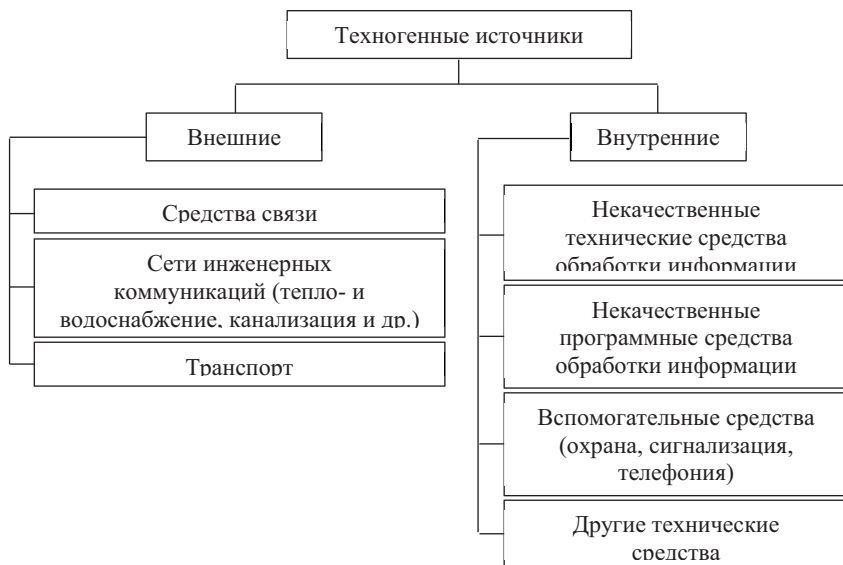 Техногенные источники
Внешние
Внутренние
Средства связи
Сети инженерных
коммуникаций (тепло- и
водоснабжение, канализация и др.)
Транспорт
Некачественные
технические средства
обработки информации
Некачественные
программные средства
обработки информации
Вспомогательные средства
(охрана, сигнализация,
телефония)
Другие технические
средства